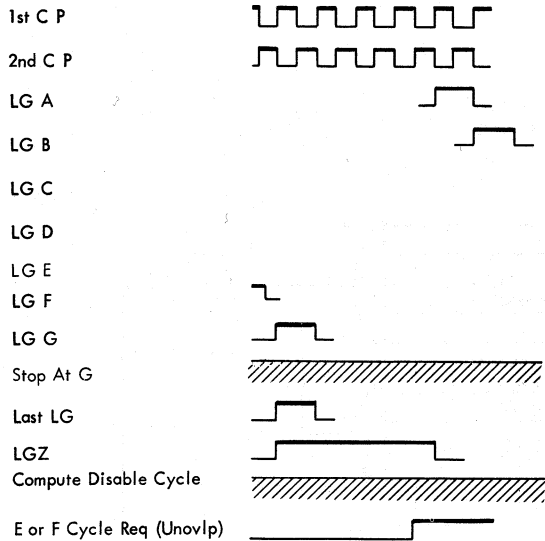 1st C P
2nd C P
LG A
LG B
LG C
LG D
LG E
LG F
LG G
Stop At G
Last LG
LGZ
Compute Disable Cycle
E or F Cycle Req (Unovlp)